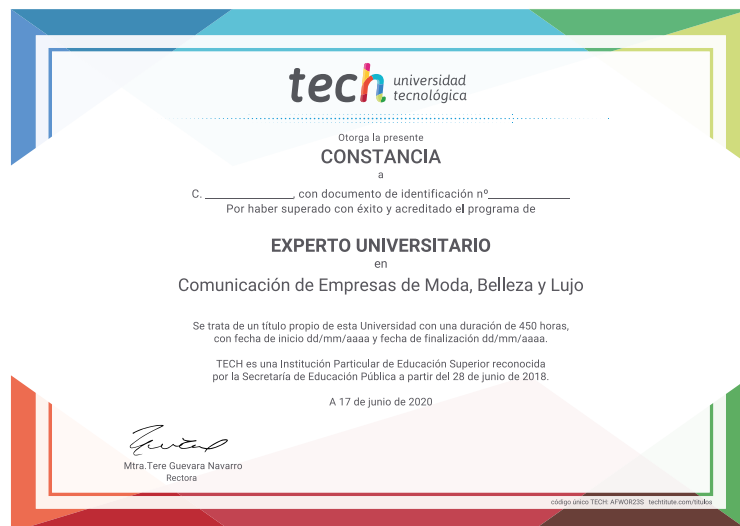 tech universidad
tecnológica
Otorga la presente
CONSTANCIA
a
C. ______________, con documento de identificación nº______________
Por haber superado con éxito y acreditado el programa de
EXPERTO UNIVERSITARIO
en
Comunicación de Empresas de Moda, Belleza y Lujo
Se trata de un título propio de esta Universidad con una duración de 450 horas,
con fecha de inicio dd/mm/aaaa y fecha de finalización dd/mm/aaaa.
TECH es una Institución Particular de Educación Superior reconocida
por la Secretaría de Educación Pública a partir del 28 de junio de 2018.
A 17 de junio de 2020
Mtra.Tere Guevara Navarro
Rectora
código único TECH: AFWOR23S techtitute.com/titulos